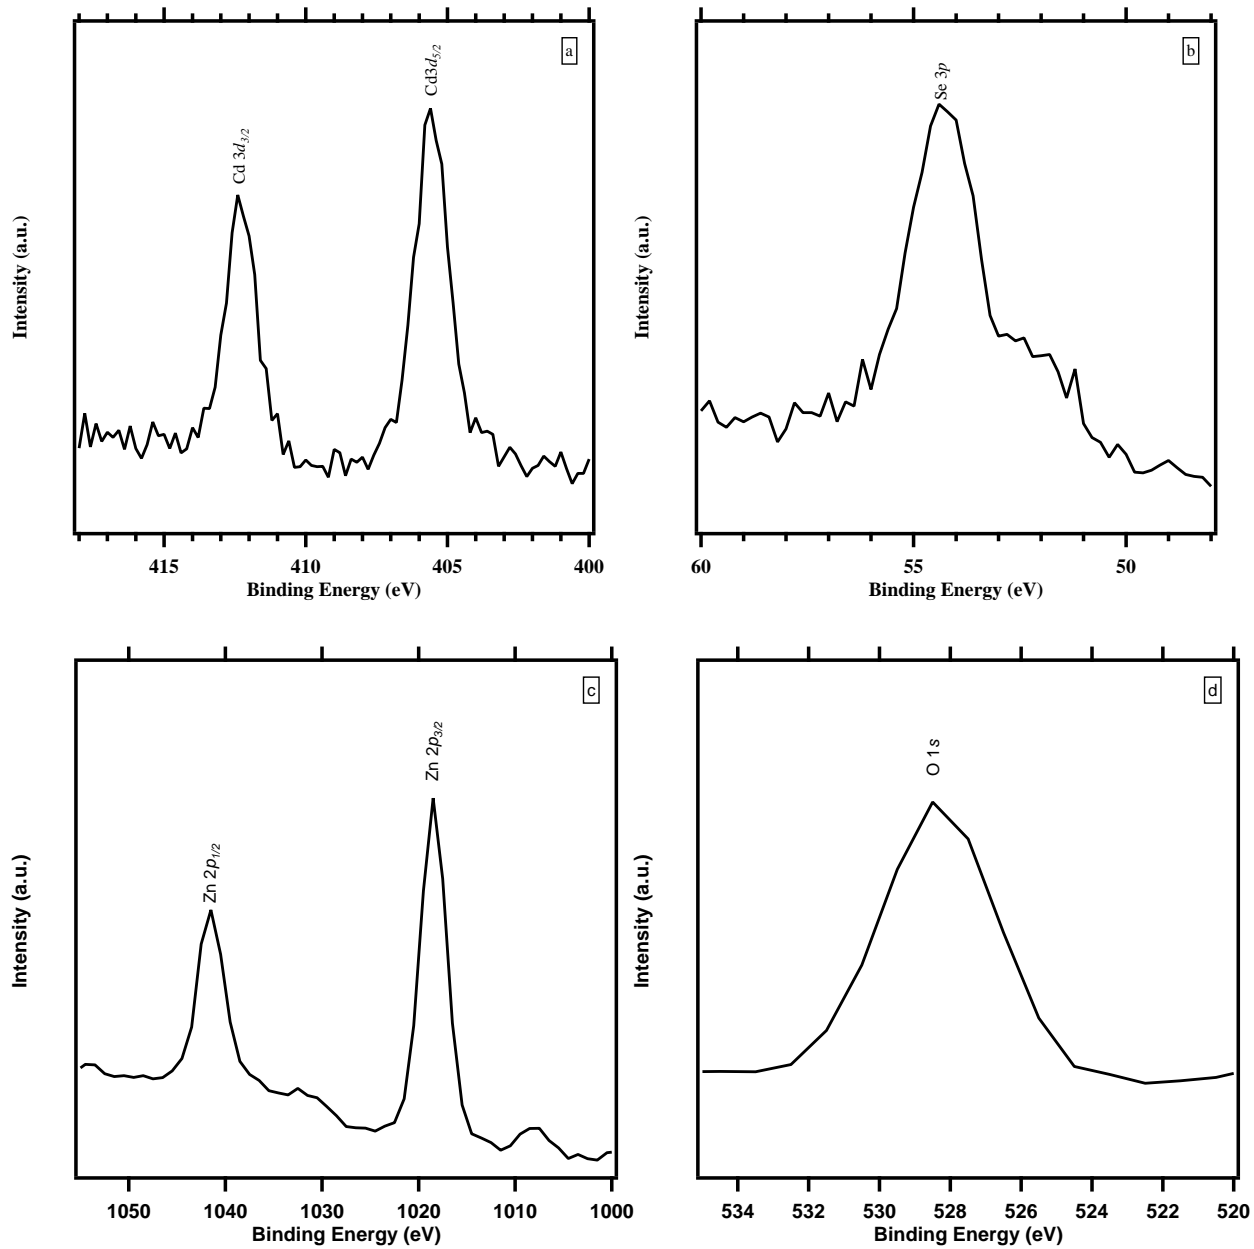 a
Cd 3d3/2
Cd3d5/2
Intensity (a.u.)
415 410 405 400
Binding Energy (eV)
b
Se 3p
Intensity (a.u.)
60 55 50
Binding Energy (eV)
c
Zn 2p1/2
Zn 2p3/2
Intensity (a.u.)
1050 1040 1030 1020 1010 1000
Binding Energy (eV)
d
O 1s
Intensity (a.u.)
534 532 530 528 526 524 522 520
Binding Energy (eV)